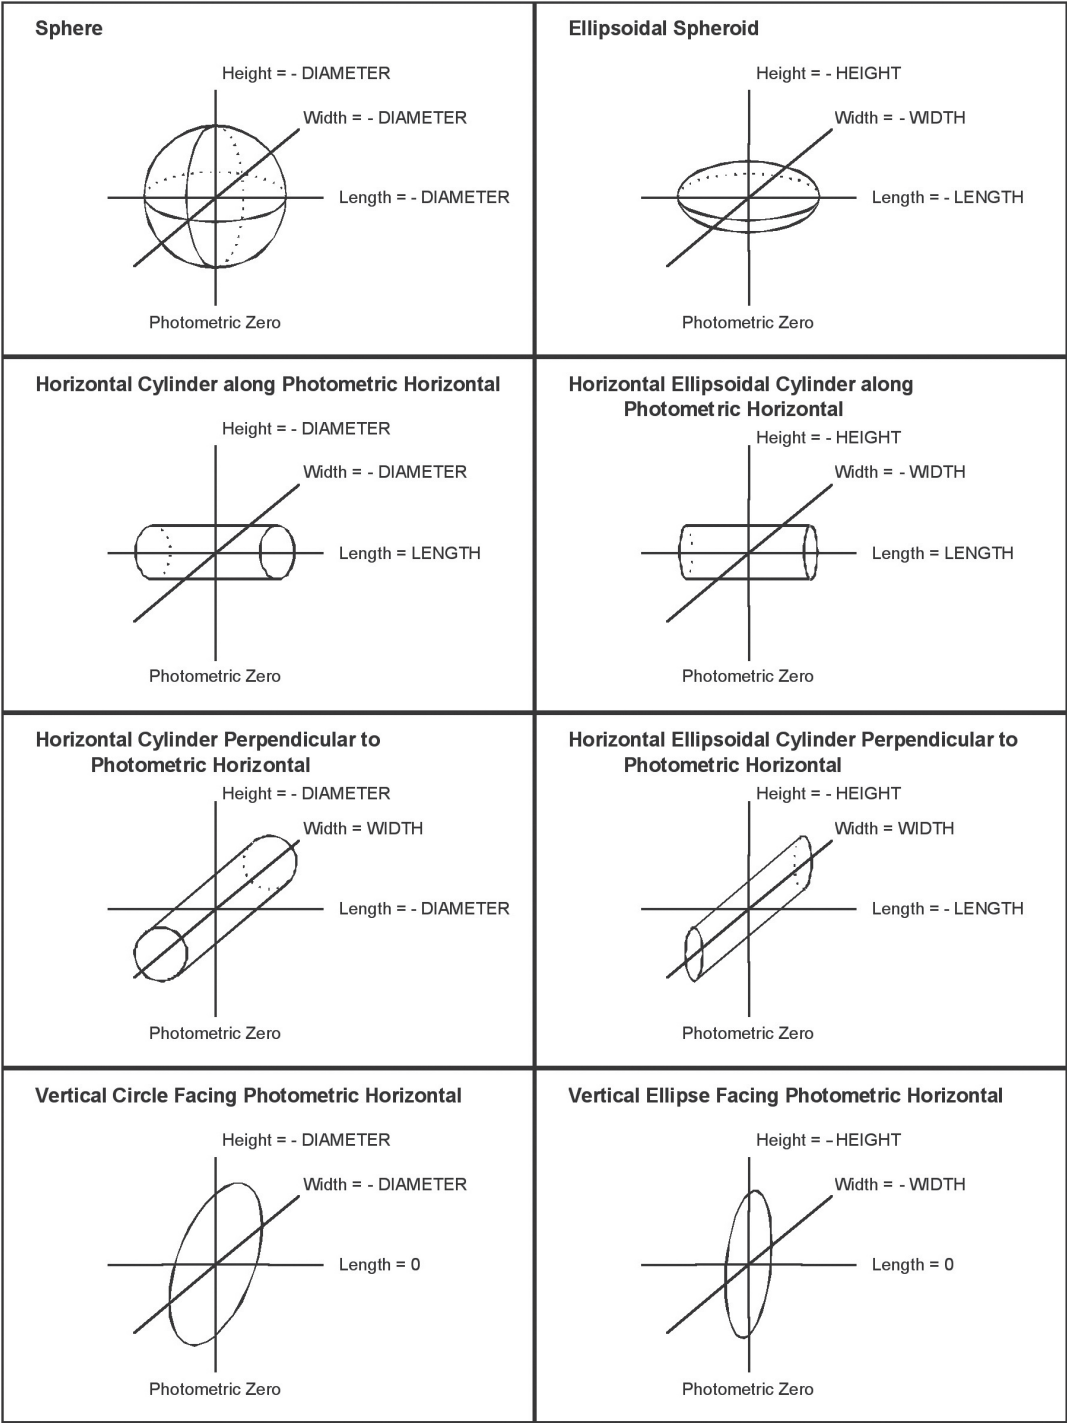 Sphere
Height = - DIAMETER
Width = - DIAMETER
Length = - DIAMETER
Photometric Zero
Ellipsoidal Spheroid
Height = - HEIGHT
Width = - WIDTH
Length = - LENGTH
Photometric Zero
Horizontal Cylinder along Photometric Horizontal
Height = - DIAMETER
Width = - DIAMETER
Length = LENGTH
Photometric Zero
Horizontal Ellipsoidal Cylinder along
Photometric Horizontal
Height = - HEIGHT
Width = - WIDTH
Length = LENGTH
Photometric Zero
Horizontal Cylinder Perpendicular to
Photometric Horizontal
Height = - DIAMETER
Width = WIDTH
Length = - DIAMETER
Photometric Zero
Horizontal Ellipsoidal Cylinder Perpendicular to
Photometric Horizontal
Height = - HEIGHT
Width = WIDTH
Length = - LENGTH
Photometric Zero
Vertical Circle Facing Photometric Horizontal
Height = - DIAMETER
Width = - DIAMETER
Length = 0
Photometric Zero
Vertical Ellipse Facing Photometric Horizontal
Height = - HEIGHT
Width = - WIDTH
Length = 0
Photometric Zero